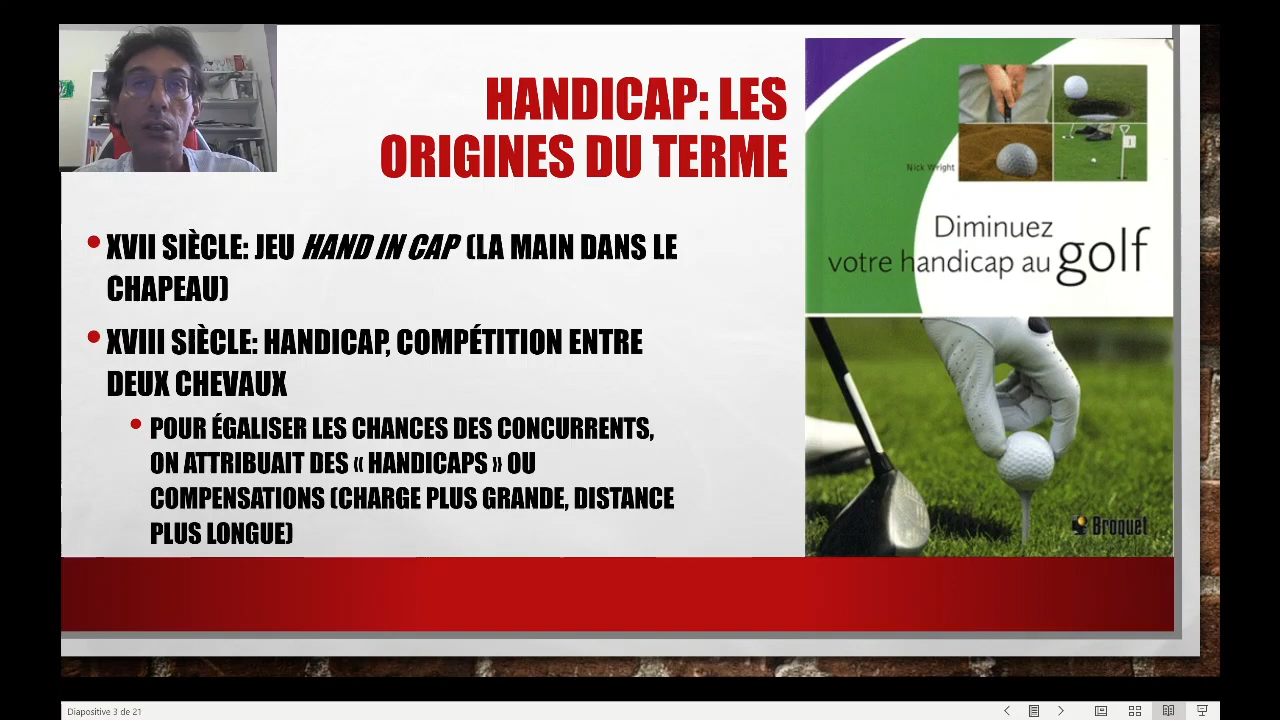 HANDICAP: LES
ORIGINES DU TERME
XVII SIÈCLE: JEU HAND IN CAP (LA MAIN DANS LE
CHAPEAU)
XVIII SIÈCLE: HANDICAP, COMPÉTITION ENTRE
DEUX CHEVAUX
POUR ÉGALISER LES CHANCES DES CONCURRENTS,
ON ATTRIBUAIT DES « HANDICAPS » OU
COMPENSATIONS (CHARGE PLUS GRANDE, DISTANCE
PLUS LONGUE)
1
Nick Wright
Diminuez
votre handicap au golf
Broquet
Diapositive 3 de 21